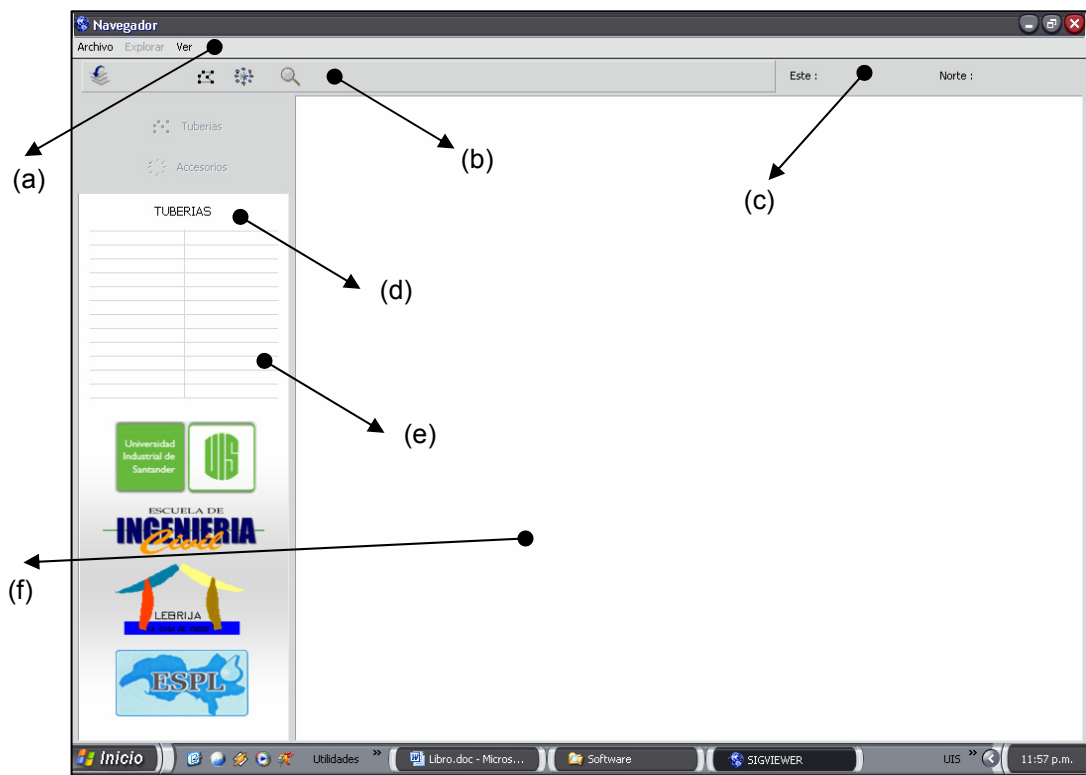 Navegador
Archivo Explorar Ver
Este : Norte :
Tuberias
Accesorios
(a)
(b)
(c)
TUBERIAS
(d)
(e)
Universidad
Industrial de
Santander
UIS
ESCUELA DE
INGENIERIA
Civil
(f)
LEBRIJA
ESPL
Inicio Utilidades » Libro.doc - Micros... Software SIGVIEWER UIS » 11:57 p.m.